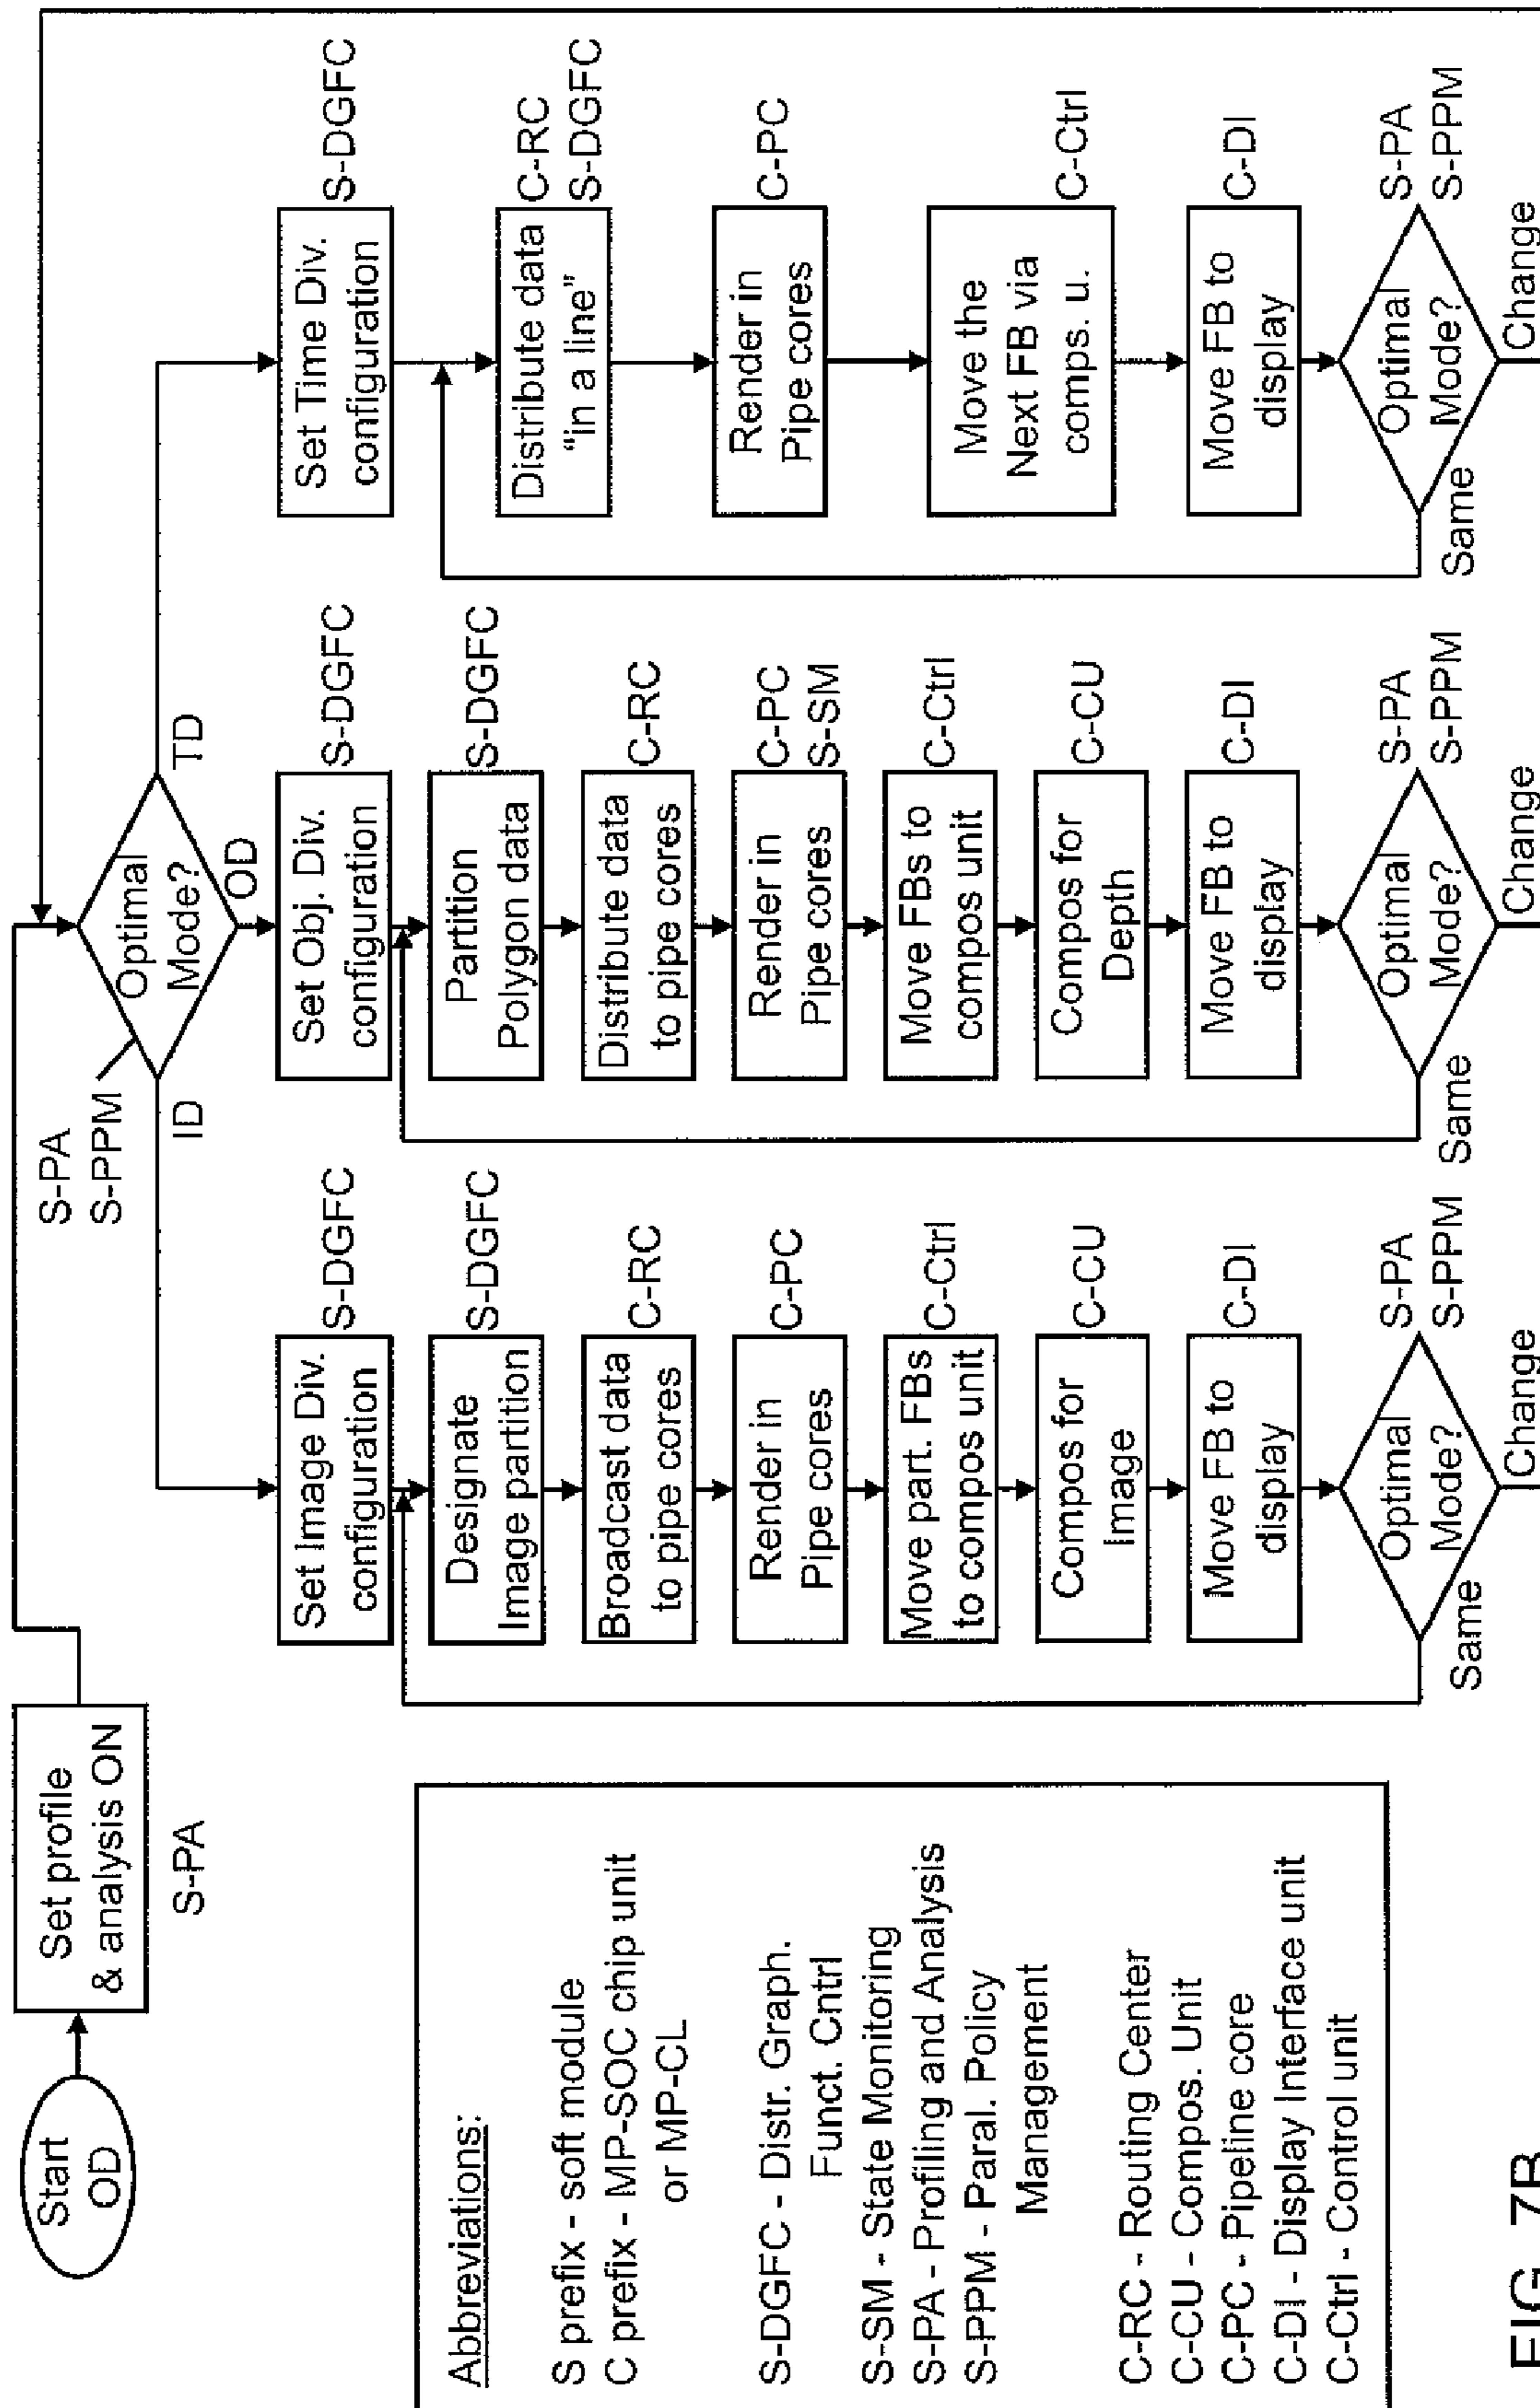 Start
OD
Set profile
& analysis ON
S-PA
S-PA
S-PPM
Optimal
Mode?
ID
OD
TD
Set Image Div.
configuration
S-DGFC
Designate
Image partition
S-DGFC
Broadcast data
to pipe cores
C-RC
Render in
Pipe cores
C-PC
Move part. FBs
to compos unit
C-Ctrl
Compos for
Image
C-CU
Move FB to
display
C-DI
Optimal
Mode?
S-PA
S-PPM
Same
Change
Set Obj. Div.
configuration
S-DGFC
Partition
Polygon data
S-DGFC
Distribute data
to pipe cores
C-RC
Render in
Pipe cores
C-PC
S-SM
Move FBs to
compos unit
C-Ctrl
Compos for
Depth
C-CU
Move FB to
display
C-DI
Optimal
Mode?
S-PA
S-PPM
Same
Change
Set Time Div.
configuration
S-DGFC
Distribute data
“in a line”
C-RC
S-DGFC
Render in
Pipe cores
C-PC
Move the
Next FB via
comps. u.
C-Ctrl
Move FB to
display
C-DI
Optimal
Mode?
S-PA
S-PPM
Same
Change
Abbreviations:
S prefix - soft module
C prefix - MP-SOC chip unit
or MP-CL
S-DGFC - Distr. Graph.
Funct. Cntrl
S-SM - State Monitoring
S-PA - Profiling and Analysis
S-PPM - Paral. Policy
Management
C-RC - Routing Center
C-CU - Compos. Unit
C-PC - Pipeline core
C-DI - Display Interface unit
C-Ctrl - Control unit
FIG. 7B